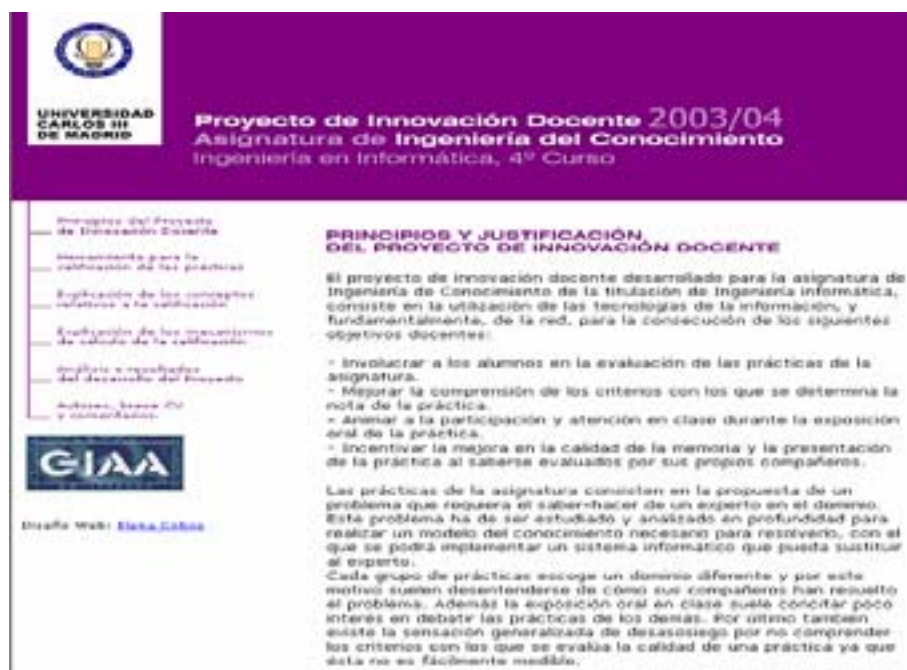 UNIVERSIDAD
CARLOS III
DE MADRID
Proyecto de Innovación Docente 2003/04
Asignatura de Ingeniería del Conocimiento
Ingeniería en Informática, 4º Curso
Principios del Proyecto
de Innovación Docente
Herramienta para la
calificación de las prácticas
Explicación de los conceptos
relativos a la calificación
Explicación de los mecanismos
de cálculo de la calificación
Análisis y resultados
del desarrollo del Proyecto
Autores, breve CV
y comentarios
GIAA
Diseño Web: Elena
PRINCIPIOS Y JUSTIFICACIÓN
DEL PROYECTO DE INNOVACIÓN DOCENTE
El proyecto de innovación docente desarrollado para la asignatura de
Ingeniería de Conocimiento de la titulación de Ingeniería informática,
consiste en la utilización de las tecnologías de la información, y
fundamentalmente, de la red, para la consecución de los siguientes
objetivos docentes:
- Involucrar a los alumnos en la evaluación de las prácticas de la
asignatura.
- Mejorar la comprensión de los criterios con los que se determina la
nota de la práctica.
- Animar a la participación y atención en clase durante la exposición
oral de la práctica.
- Incentivar la mejora en la calidad de la memoria y la presentación
de la práctica al saberse evaluados por sus propios compañeros.
Las prácticas de la asignatura consisten en la propuesta de un
problema que requiera el saber-hacer de un experto en el dominio.
Este problema ha de ser estudiado y analizado en profundidad para
realizar un modelo del conocimiento necesario para resolverlo, con el
que se podrá implementar un sistema informático que pueda sustituir
al experto.
Cada grupo de prácticas escoge un dominio diferente y por este
motivo suelen desentenderse de cómo sus compañeros han resuelto
el problema. Además la exposición oral en clase suele concitar poco
interés en debatir las prácticas de los demás. Por último también
existe la sensación generalizada de desasosiego por no comprender
los criterios con los que se evalúa la calidad de una práctica ya que
ésta no es fácilmente medible.